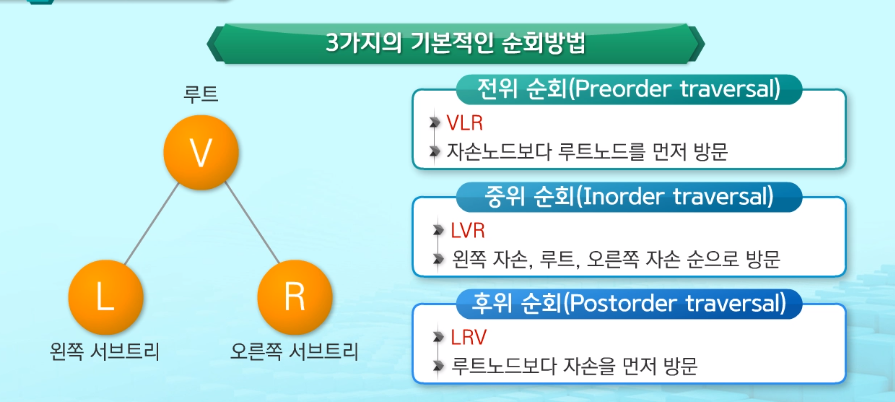 3가지의 기본적인 순회방법
루트
V
L
R
왼쪽 서브트리
오른쪽 서브트리
전위 순회(Preorder traversal)
VLR
자손노드보다 루트노드를 먼저 방문
중위 순회(Inorder traversal)
LVR
왼쪽 자손, 루트, 오른쪽 자손 순으로 방문
후위 순회(Postorder traversal)
LRV
루트노드보다 자손을 먼저 방문